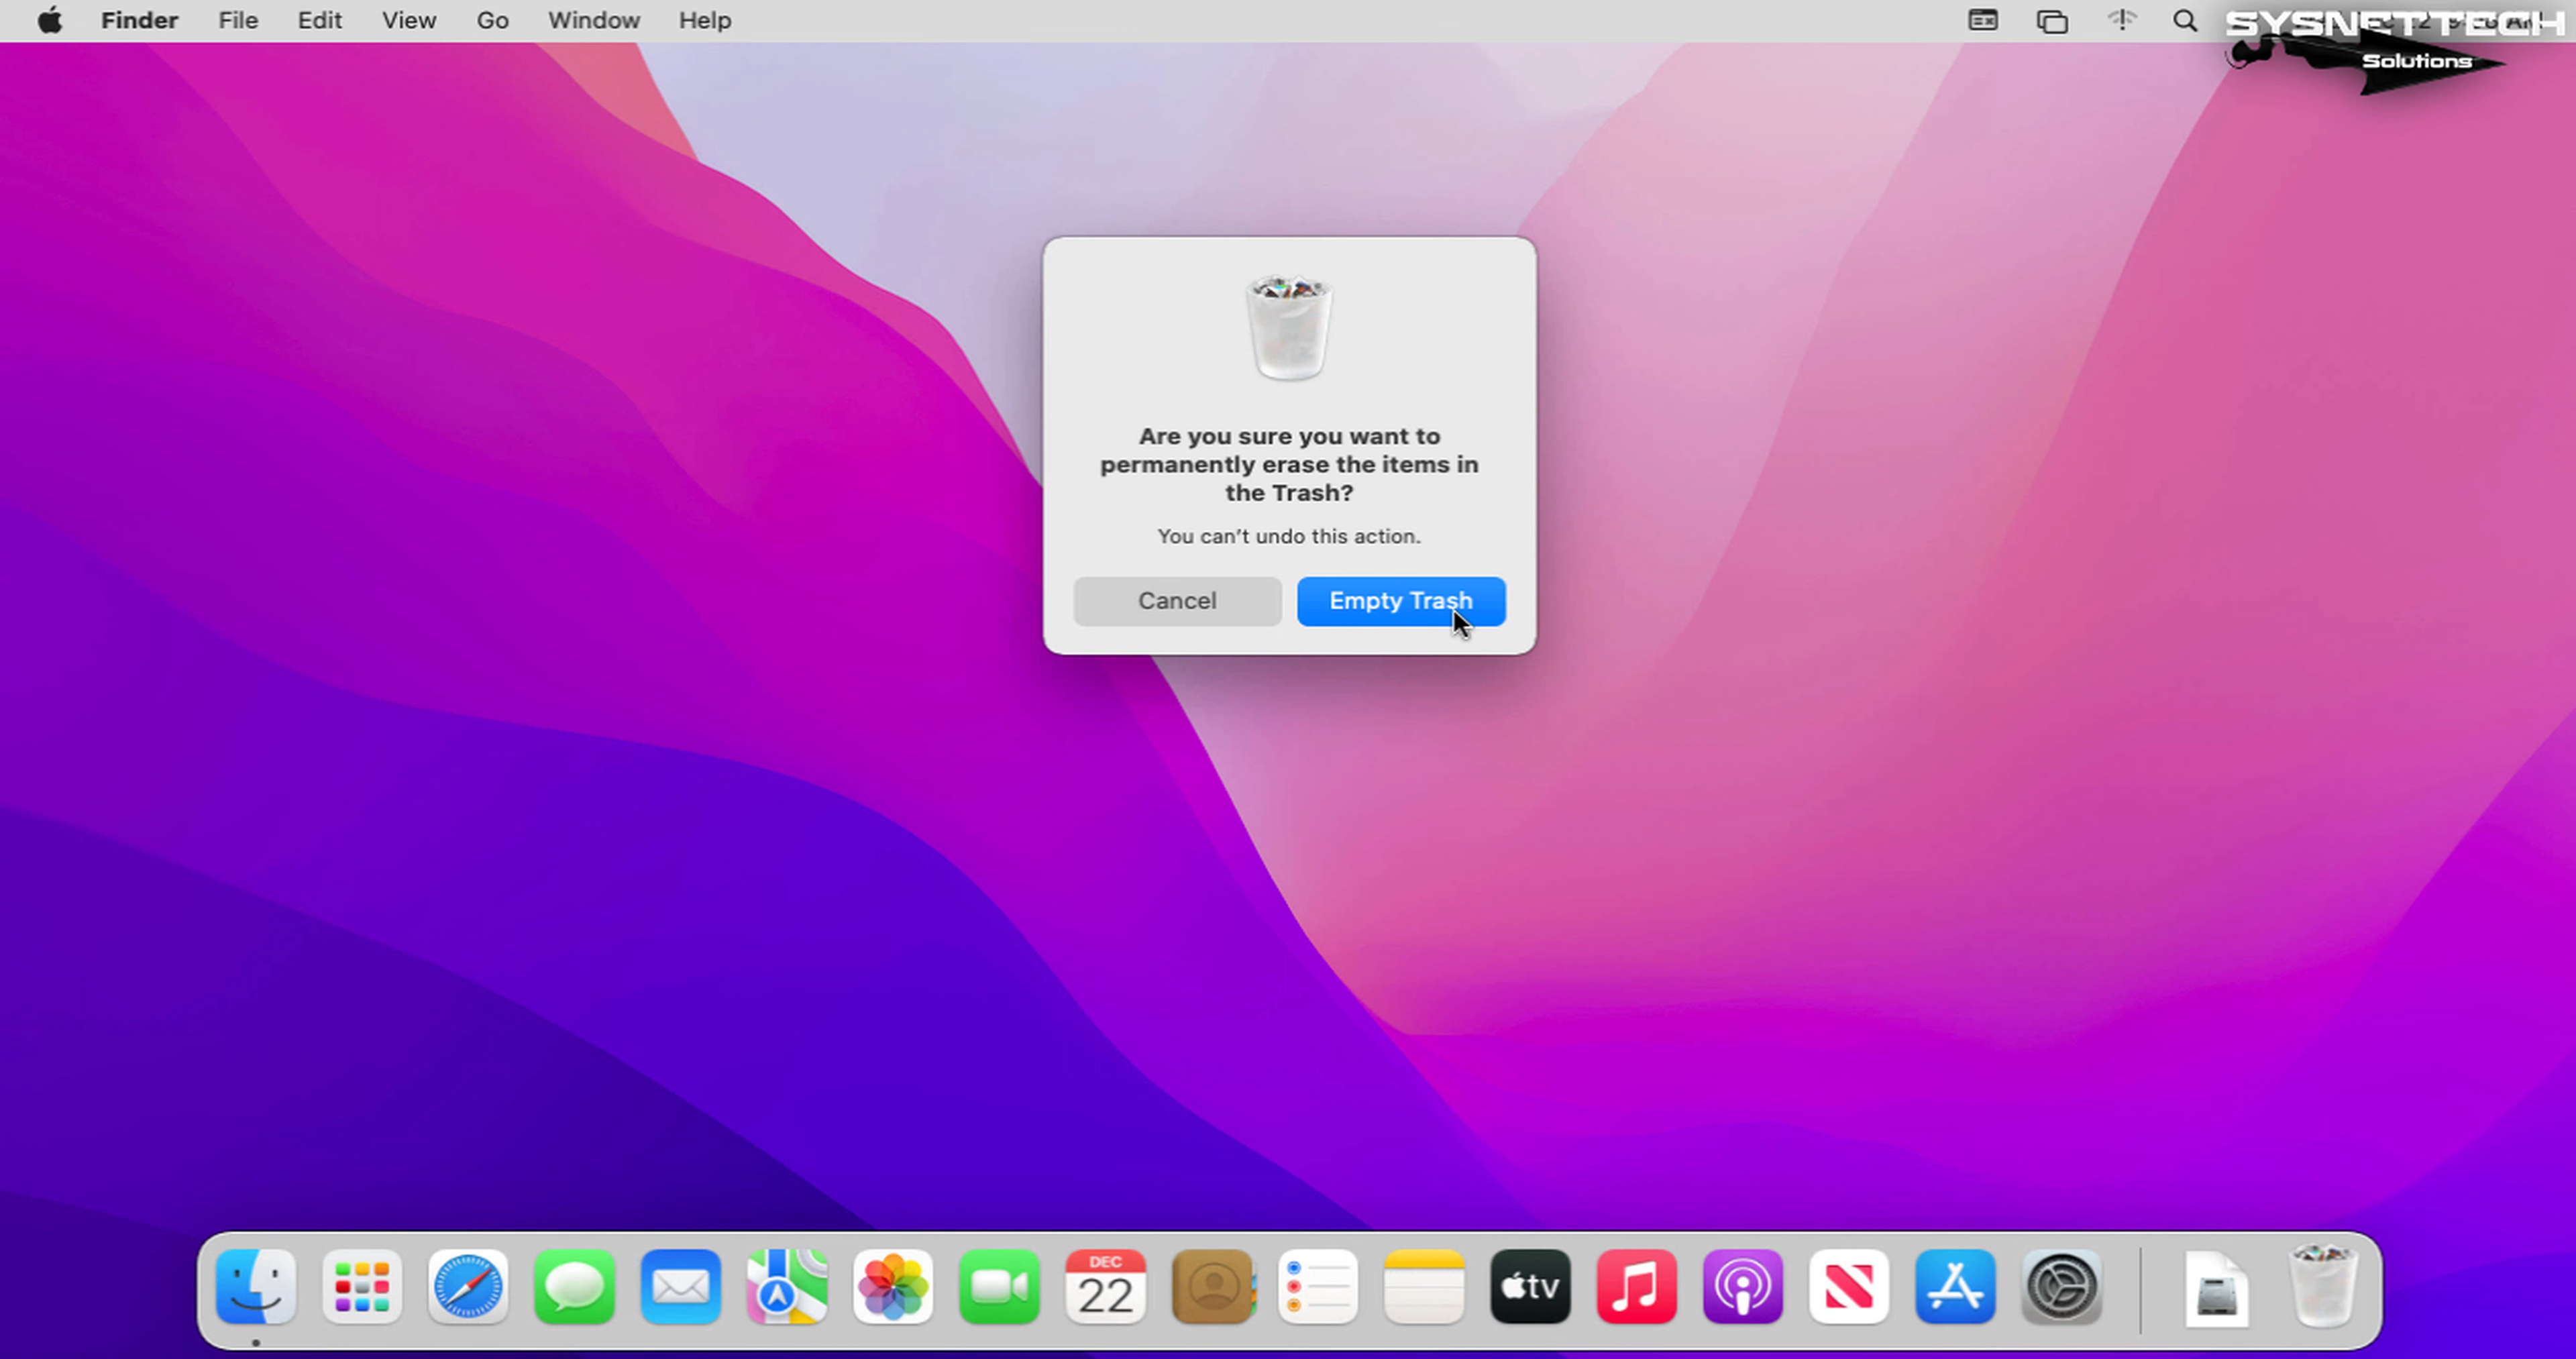 Finder File Edit View Go Window Help
SYSNETTECH
Solutions
Are you sure you want to
permanently erase the items in
the Trash?
You can't undo this action.
Cancel Empty Trash
DEC
22
tv